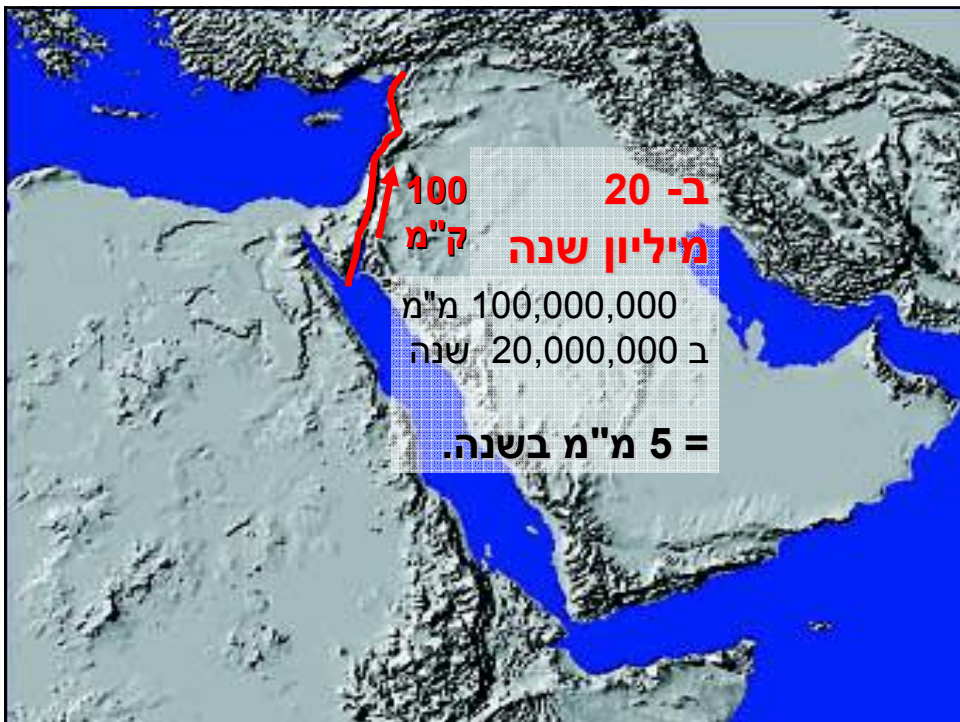 100
ק"מ
ב- 20
מיליון שנה
100,000,000 מ"מ
ב 20,000,000 שנה
= 5 מ"מ בשנה.